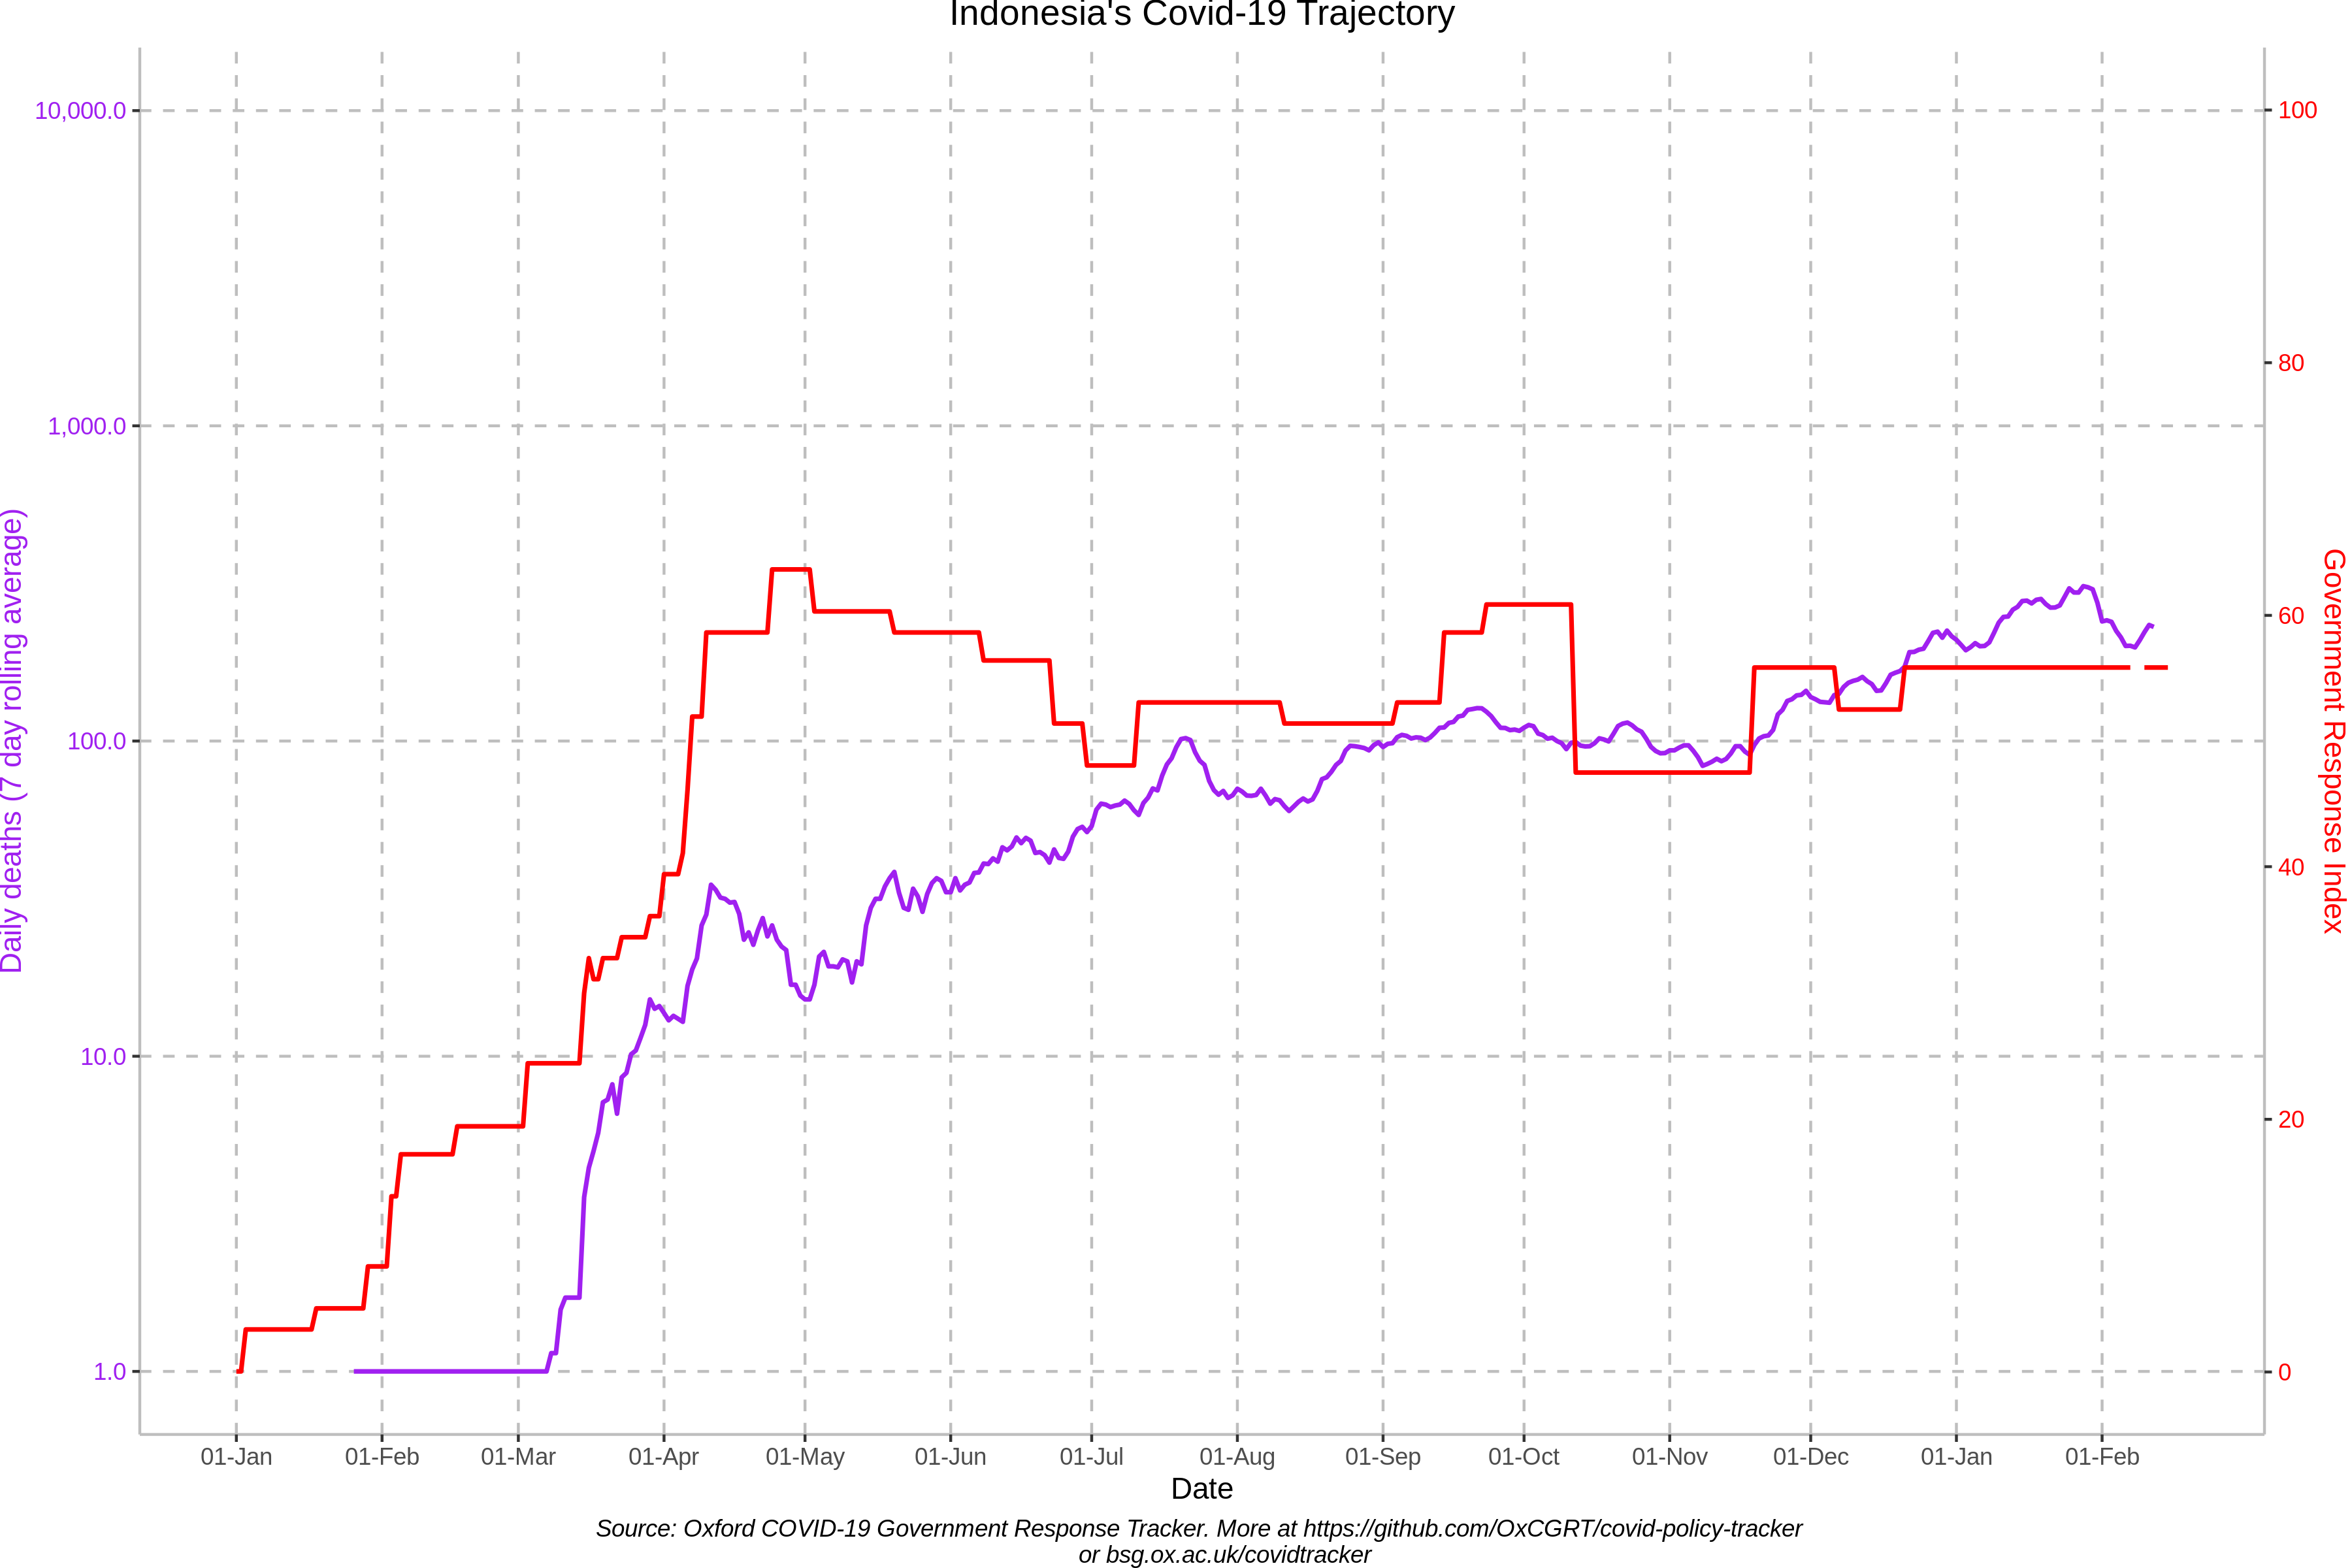 Indonesia's Covid-19 Trajectory
10,000.0
1,000.0
100.0
10.0
1.0
Daily deaths (7 day rolling average)
100
80
60
40
20
0
Government Response Index
01-Jan 01-Feb 01-Mar 01-Apr 01-May 01-Jun 01-Jul 01-Aug 01-Sep 01-Oct 01-Nov 01-Dec 01-Jan 01-Feb
Date
Source: Oxford COVID-19 Government Response Tracker. More at https://github.com/OxCGRT/covid-policy-tracker
or bsg.ox.ac.uk/covidtracker